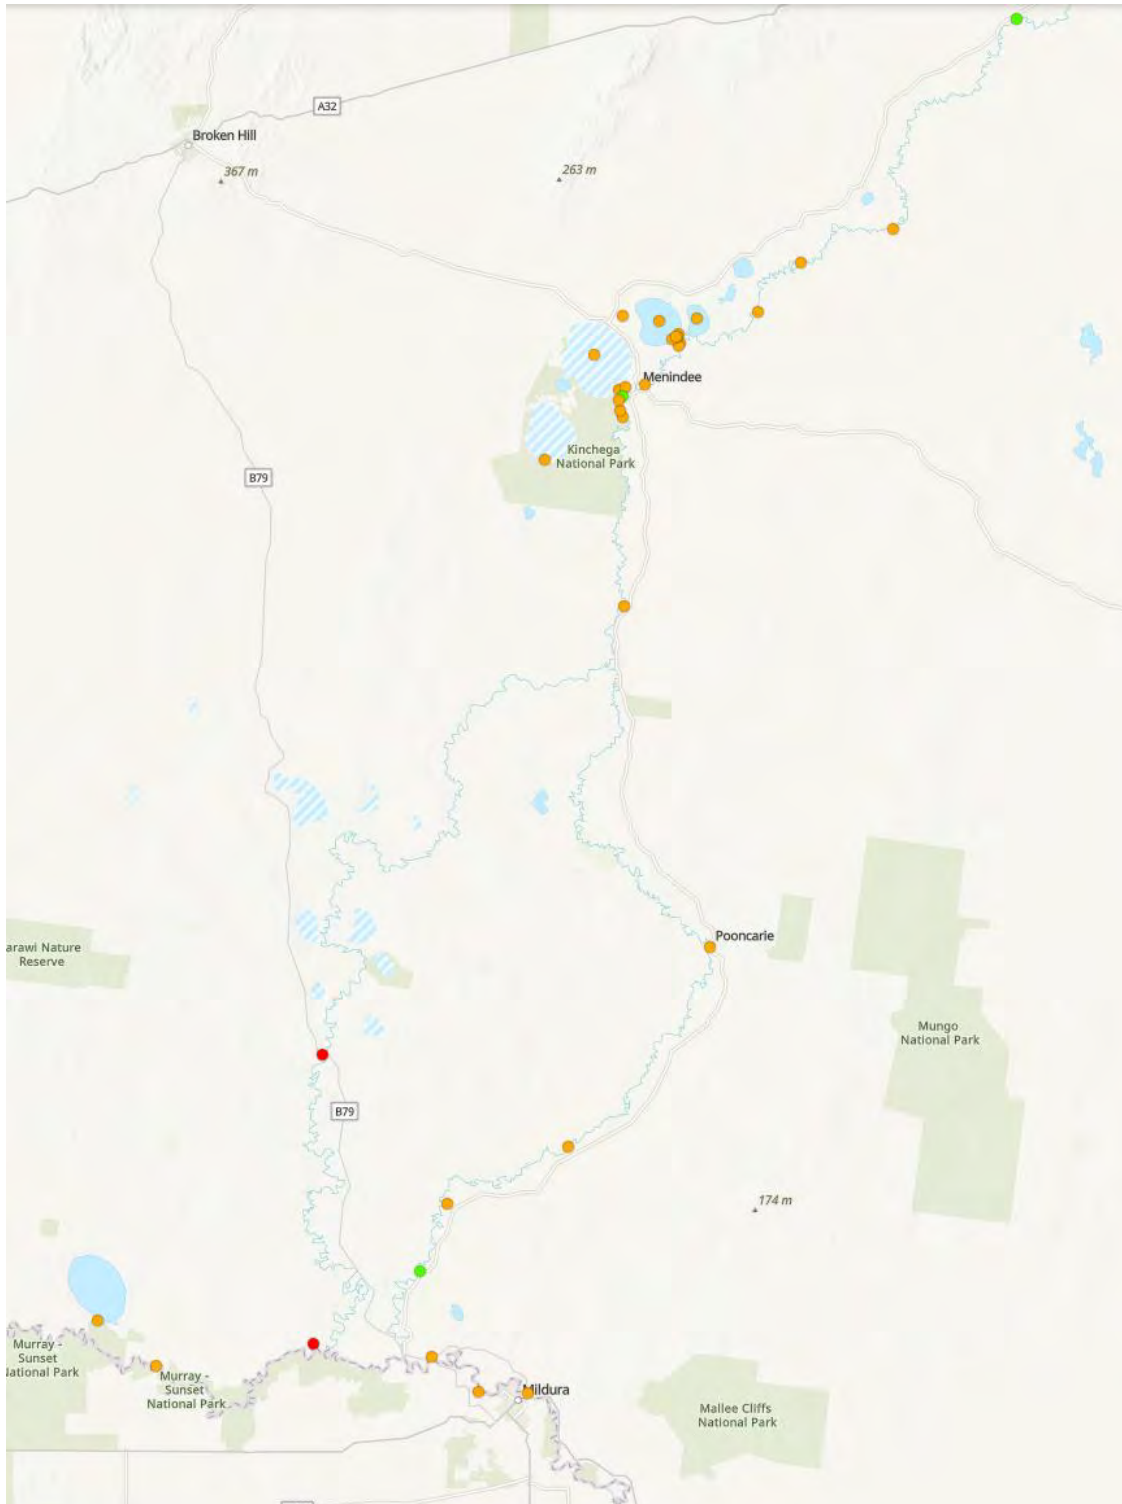 A32
Broken Hill
367 m
263 m
Menindee
Kinchega
National Park
B79
Pooncarie
arawi Nature
Reserve
Mungo
National Park
B79
174 m
Murray -
Sunset
National Park
Murray -
Sunset
National Park
Mildura
Mallee Cliffs
National Park